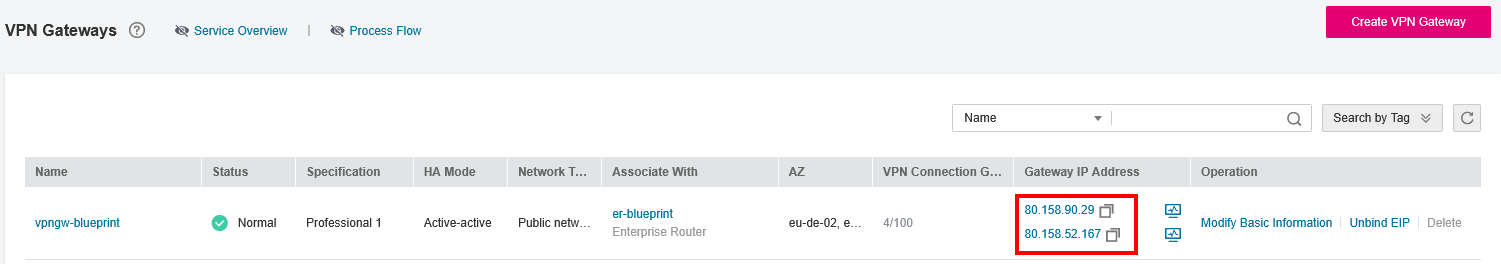 VPN Gateways ? Service Overview | Process Flow Create VPN Gateway
Name Search by Tag
Name Status Specification HA Mode Network T... Associate With AZ VPN Connection G... Gateway IP Address Operation
vpngw-blueprint Normal Professional 1 Active-active Public netw... er-blueprint eu-de-02, e... 4/100 80.158.90.29 Modify Basic Information Unbind EIP Delete
Enterprise Router 80.158.52.167